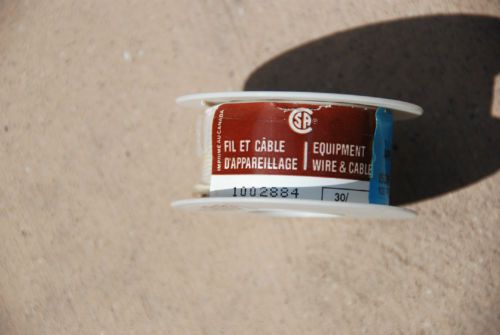 IMPRIMÉ AU CANADA
CSA
FIL ET CÂBLE
D'APPAREILLAGE
EQUIPMENT
WIRE & CABLE
1002884
30/